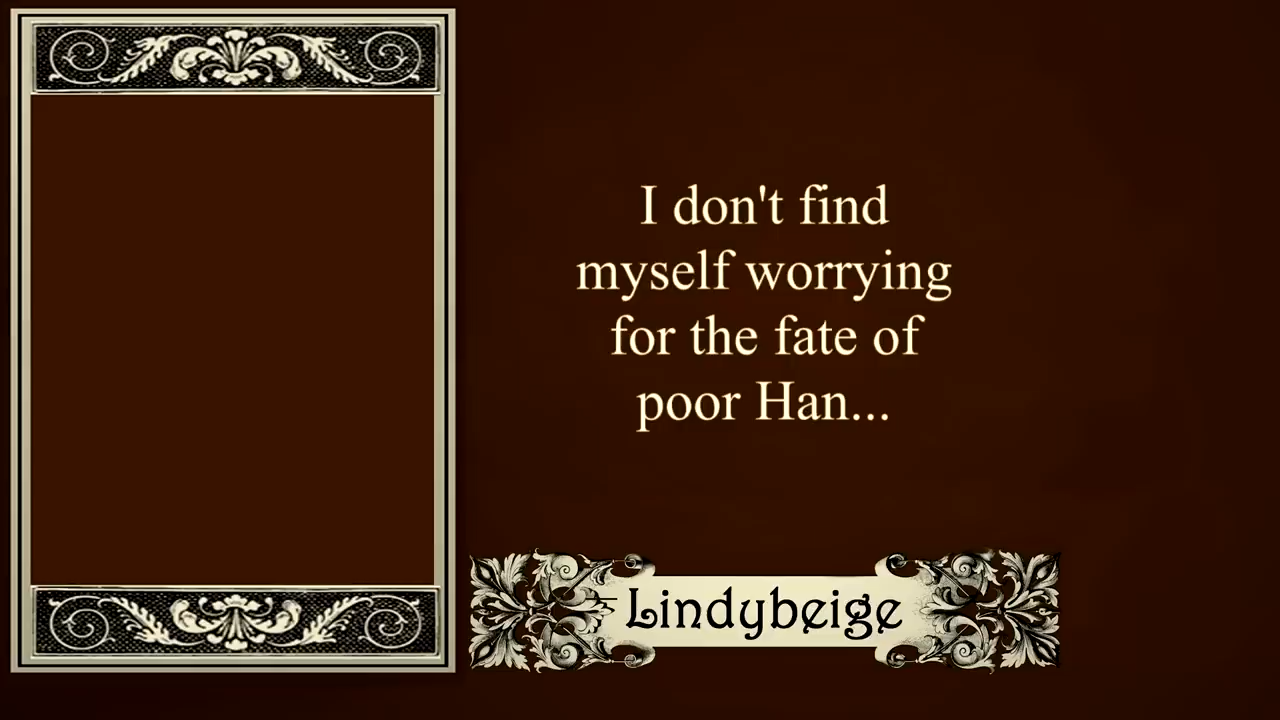 I don't find
myself worrying
for the fate of
poor Han...
Lindybeige